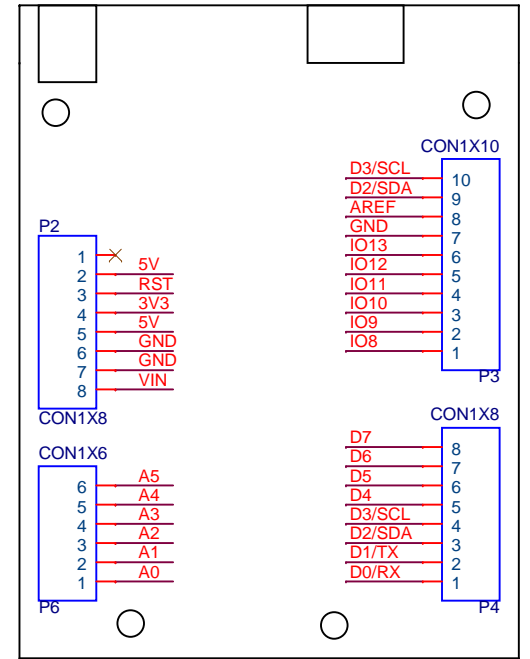 P2
1
2 5V
3 RST
4 3V3
5 5V
6 GND
7 GND
8 VIN
CON1X8
CON1X6
6 A5
5 A4
4 A3
3 A2
2 A1
1 A0
P6
CON1X10
D3/SCL 10
D2/SDA 9
AREF 8
GND 7
IO13 6
IO12 5
IO11 4
IO10 3
IO9 2
IO8 1
P3
CON1X8
D7 8
D6 7
D5 6
D4 5
D3/SCL 4
D2/SDA 3
D1/TX 2
D0/RX 1
P4